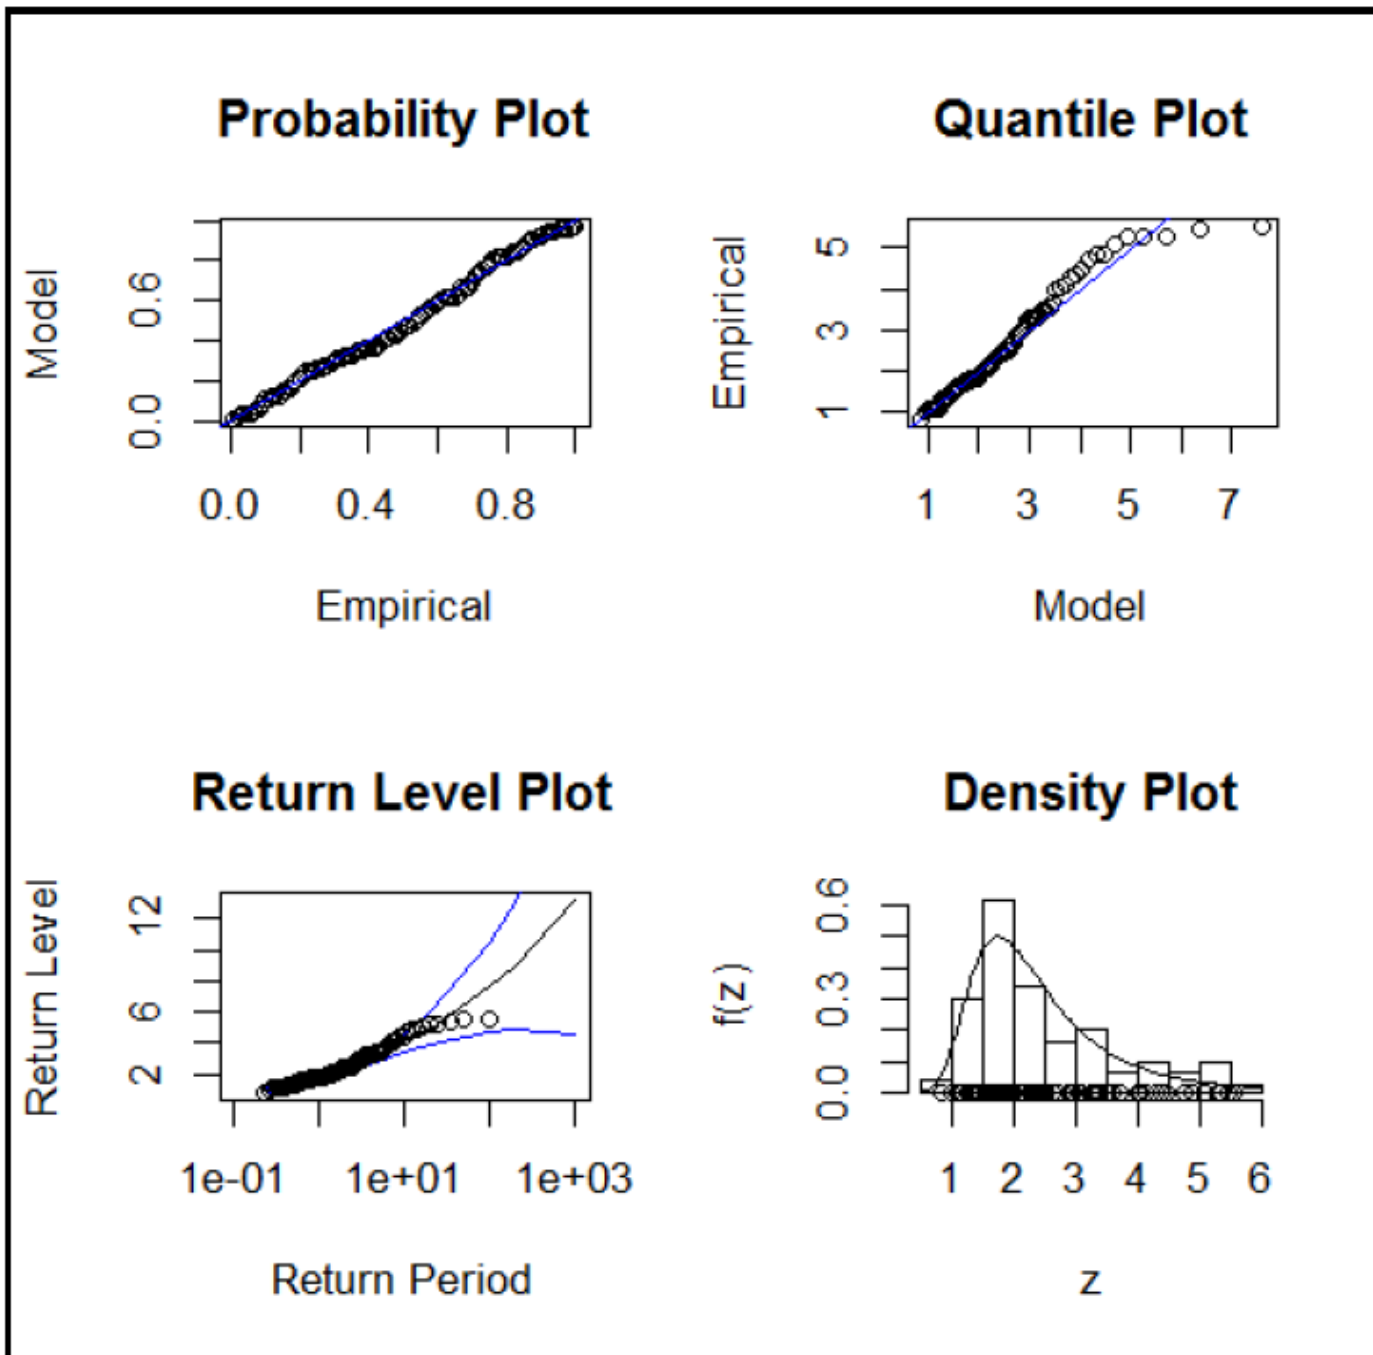 Probability Plot
Model
0.0 0.6
0.0 0.4 0.8
Empirical
Quantile Plot
Empirical
1 3 5
1 3 5 7
Model
Return Level Plot
Return Level
2 6 12
1e-01 1e+01 1e+03
Return Period
Density Plot
f(z)
0.0 0.3 0.6
1 2 3 4 5 6
z